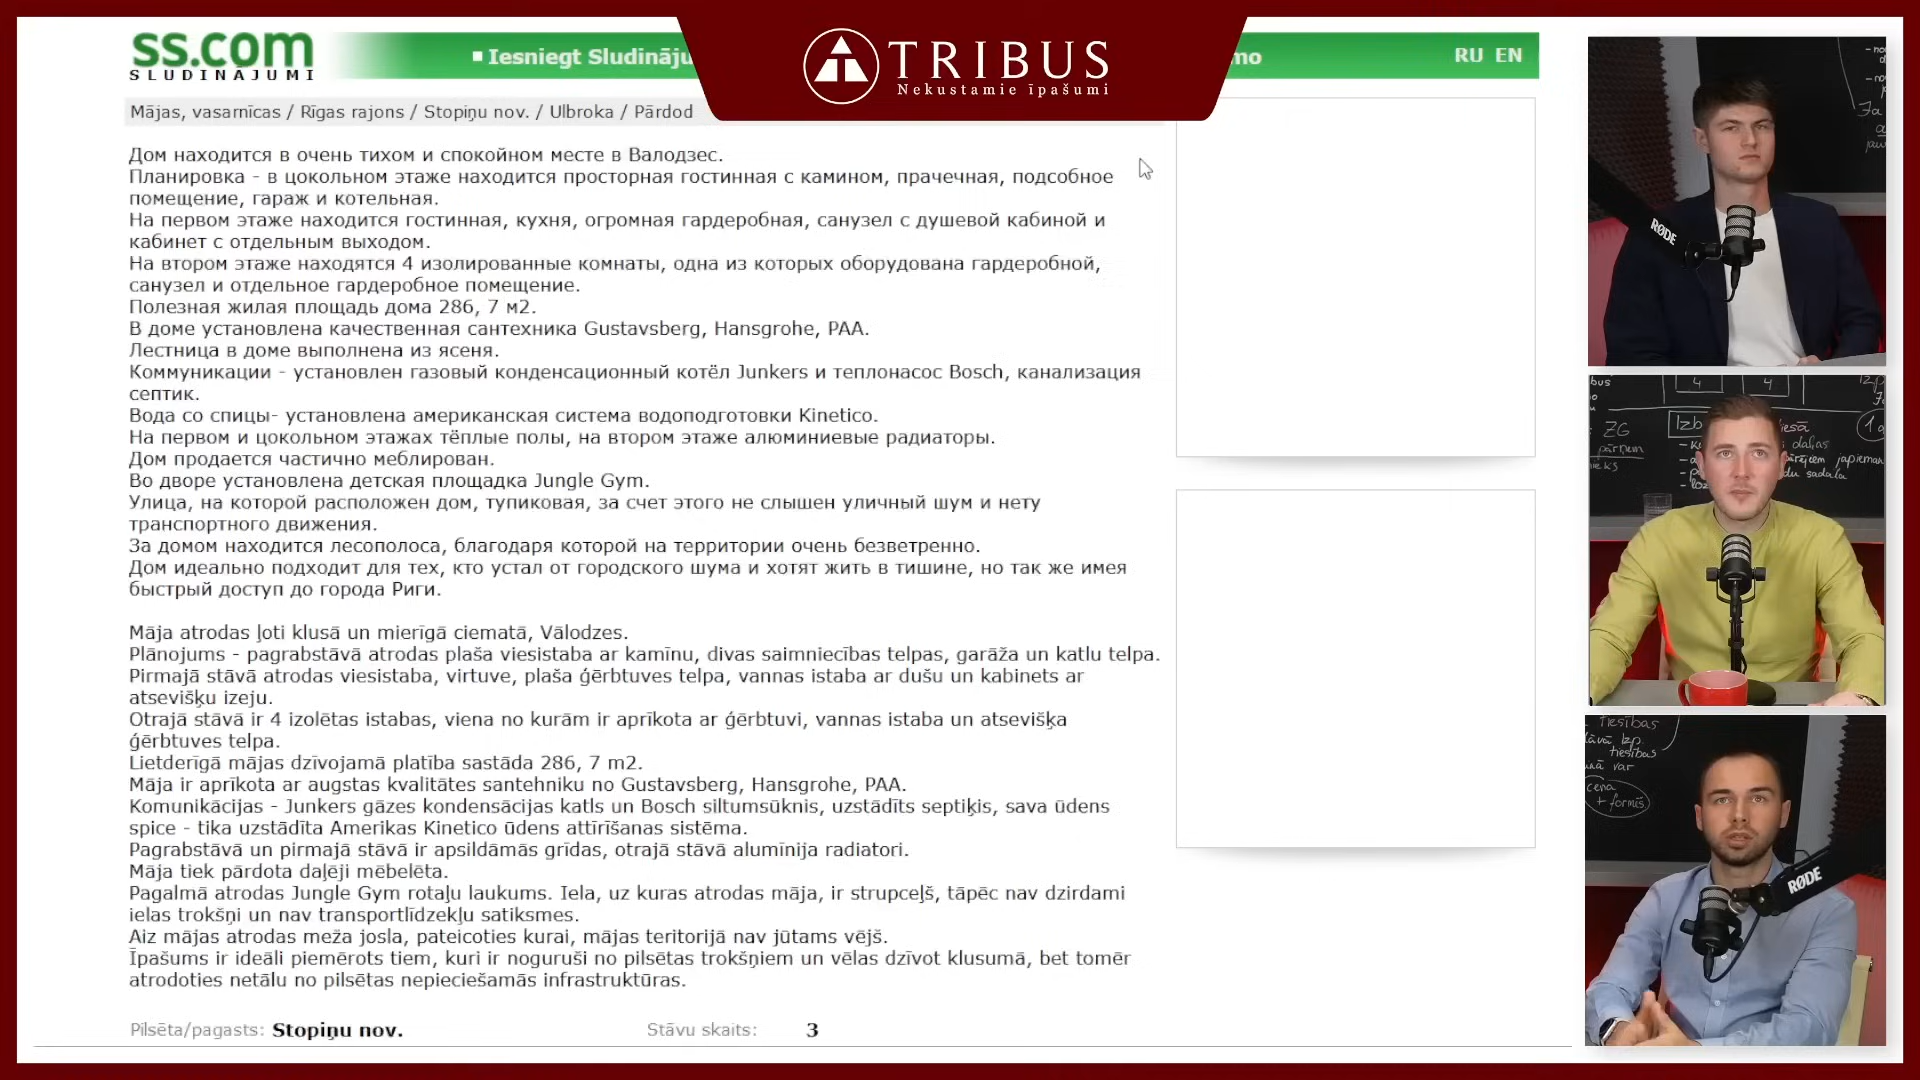 ss.com
SLUDINAJUMI
Iesniegt Sludināju
TRIBUS
Nekustamie īpašumi
mo
RU EN
Mājas, vasarnīcas / Rīgas rajons / Stopiņu nov. / Ulbroka / Pārdod
Дом находится в очень тихом и спокойном месте в Валодзес.
Планировка - в цокольном этаже находится просторная гостинная с камином, прачечная, подсобное
помещение, гараж и котельная.
На первом этаже находится гостинная, кухня, огромная гардеробная, санузел с душевой кабиной и
кабинет с отдельным выходом.
На втором этаже находятся 4 изолированные комнаты, одна из которых оборудована гардеробной,
санузел и отдельное гардеробное помещение.
Полезная жилая площадь дома 286, 7 м2.
В доме установлена качественная сантехника Gustavsberg, Hansgrohe, PAA.
Лестница в доме выполнена из ясеня.
Коммуникации - установлен газовый конденсационный котёл Junkers и теплонасос Bosch, канализация
септик.
Вода со спицы- установлена американская система водоподготовки Kinetico.
На первом и цокольном этажах тёплые полы, на втором этаже алюминиевые радиаторы.
Дом продается частично меблирован.
Во дворе установлена детская площадка Jungle Gym.
Улица, на которой расположен дом, тупиковая, за счет этого не слышен уличный шум и нету
транспортного движения.
За домом находится лесополоса, благодаря которой на территории очень безветренно.
Дом идеально подходит для тех, кто устал от городского шума и хотят жить в тишине, но так же имея
быстрый доступ до города Риги.
Māja atrodas ļoti klusā un mierīgā ciematā, Vālodzes.
Plānojums - pagrabstāvā atrodas plaša viesistaba ar kamīnu, divas saimniecības telpas, garāža un katlu telpa.
Pirmajā stāvā atrodas viesistaba, virtuve, plaša ģērbtuves telpa, vannas istaba ar dušu un kabinets ar
atsevišķu izeju.
Otrajā stāvā ir 4 izolētas istabas, viena no kurām ir aprīkota ar ģērbtuvi, vannas istaba un atsevišķa
ģērbtuves telpa.
Lietderīgā mājas dzīvojamā platība sastāda 286, 7 m2.
Māja ir aprīkota ar augstas kvalitātes santehniku no Gustavsberg, Hansgrohe, PAA.
Komunikācijas - Junkers gāzes kondensācijas katls un Bosch siltumsūknis, uzstādīts septiķis, sava ūdens
spice - tika uzstādīta Amerikas Kinetico ūdens attīrīšanas sistēma.
Pagrabstāvā un pirmajā stāvā ir apsildāmās grīdas, otrajā stāvā alumīnija radiatori.
Māja tiek pārdota daļēji mēbelēta.
Pagalmā atrodas Jungle Gym rotaļu laukums. Iela, uz kuras atrodas māja, ir strupceļš, tāpēc nav dzirdami
ielas trokšņi un nav transportlīdzekļu satiksmes.
Aiz mājas atrodas meža josla, pateicoties kurai, mājas teritorijā nav jūtams vējš.
Īpašums ir ideāli piemērots tiem, kuri ir noguruši no pilsētas trokšņiem un vēlas dzīvot klusumā, bet tomēr
atrodoties netālu no pilsētas nepieciešamās infrastruktūras.
Pilsēta/pagasts: Stopiņu nov.
Stāvu skaits: 3
RØDE
bus
4 4
ZG
Izb
pārņem
dalas
sadaļa
tiesības
Izp.
tiesības
var
cena
+ formis
RØDE